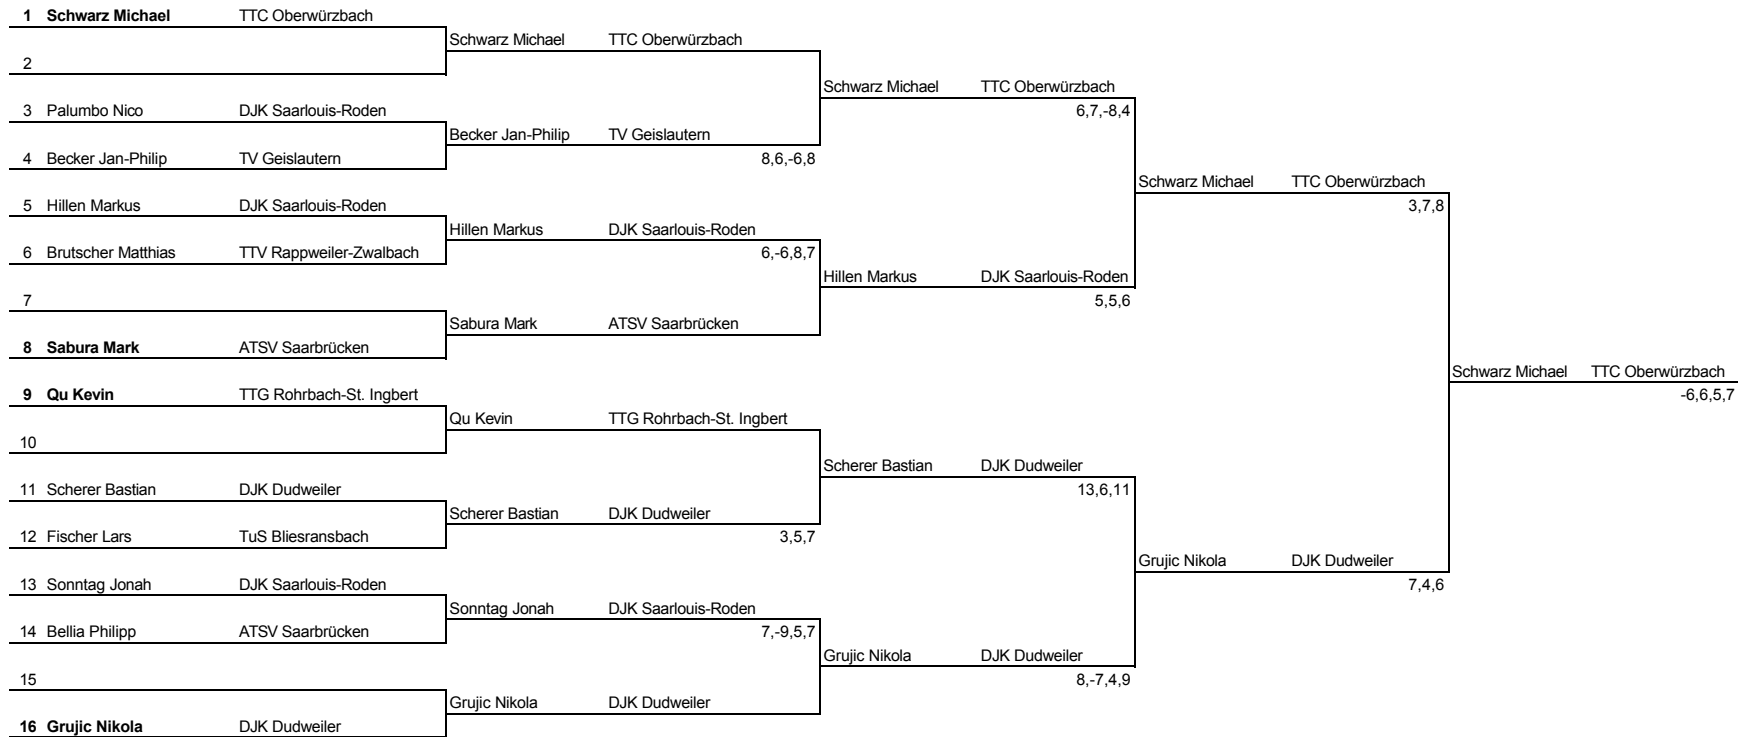 1 Schwarz Michael TTC Oberwürzbach
Schwarz Michael TTC Oberwürzbach
2
Schwarz Michael TTC Oberwürzbach
3 Palumbo Nico DJK Saarlouis-Roden 6,7,-8,4
Becker Jan-Philip TV Geislautern
4 Becker Jan-Philip TV Geislautern 8,6,-6,8
Schwarz Michael TTC Oberwürzbach
5 Hillen Markus DJK Saarlouis-Roden 3,7,8
Hillen Markus DJK Saarlouis-Roden
6 Brutscher Matthias TTV Rappweiler-Zwalbach 6,-6,8,7
Hillen Markus DJK Saarlouis-Roden
7 5,5,6
Sabura Mark ATSV Saarbrücken
8 Sabura Mark ATSV Saarbrücken
Schwarz Michael TTC Oberwürzbach
9 Qu Kevin TTG Rohrbach-St. Ingbert -6,6,5,7
Qu Kevin TTG Rohrbach-St. Ingbert
10
Scherer Bastian DJK Dudweiler
11 Scherer Bastian DJK Dudweiler 13,6,11
Scherer Bastian DJK Dudweiler
12 Fischer Lars TuS Bliesransbach 3,5,7
Grujic Nikola DJK Dudweiler
13 Sonntag Jonah DJK Saarlouis-Roden 7,4,6
Sonntag Jonah DJK Saarlouis-Roden
14 Bellia Philipp ATSV Saarbrücken 7,-9,5,7
Grujic Nikola DJK Dudweiler
15 8,-7,4,9
Grujic Nikola DJK Dudweiler
16 Grujic Nikola DJK Dudweiler